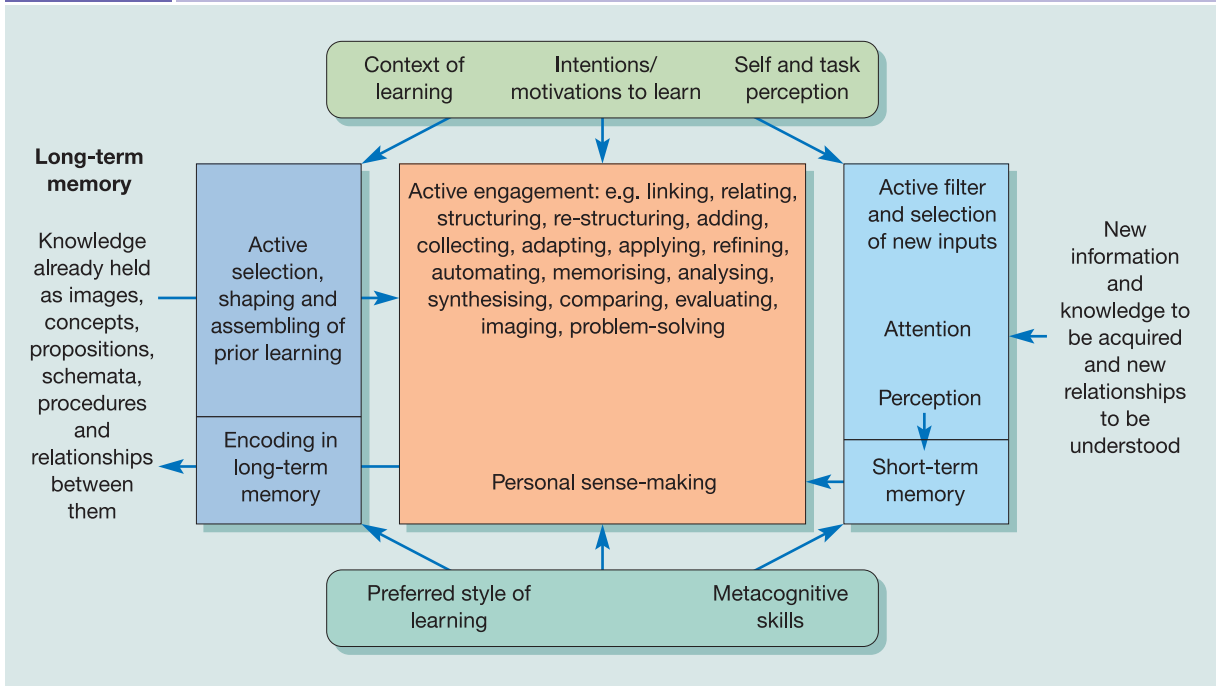 Context of
learning
Intentions/
motivations to learn
Self and task
perception
Long-term
memory
Knowledge
already held
as images,
concepts,
propositions,
schemata,
procedures
and
relationships
between
them
Active
selection,
shaping and
assembling of
prior learning
Encoding in
long-term
memory
Active engagement: e.g. linking, relating,
structuring, re-structuring, adding,
collecting, adapting, applying, refining,
automating, memorising, analysing,
synthesising, comparing, evaluating,
imaging, problem-solving
Personal sense-making
Active filter
and selection
of new inputs
Attention
Perception
Short-term
memory
New
information
and
knowledge to
be acquired
and new
relationships
to be
understood
Preferred style of
learning
Metacognitive
skills